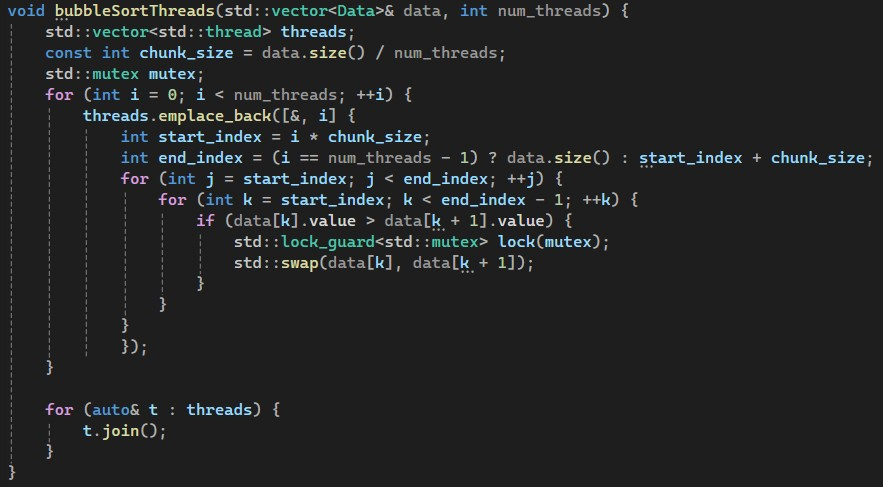 void bubbleSortThreads(std::vector<Data>& data, int num_threads) {
    std::vector<std::thread> threads;
    const int chunk_size = data.size() / num_threads;
    std::mutex mutex;
    for (int i = 0; i < num_threads; ++i) {
        threads.emplace_back([&, i] {
            int start_index = i * chunk_size;
            int end_index = (i == num_threads - 1) ? data.size() : start_index + chunk_size;
            for (int j = start_index; j < end_index; ++j) {
                for (int k = start_index; k < end_index - 1; ++k) {
                    if (data[k].value > data[k + 1].value) {
                        std::lock_guard<std::mutex> lock(mutex);
                        std::swap(data[k], data[k + 1]);
                    }
                }
            }
            });
    }

    for (auto& t : threads) {
        t.join();
    }
}